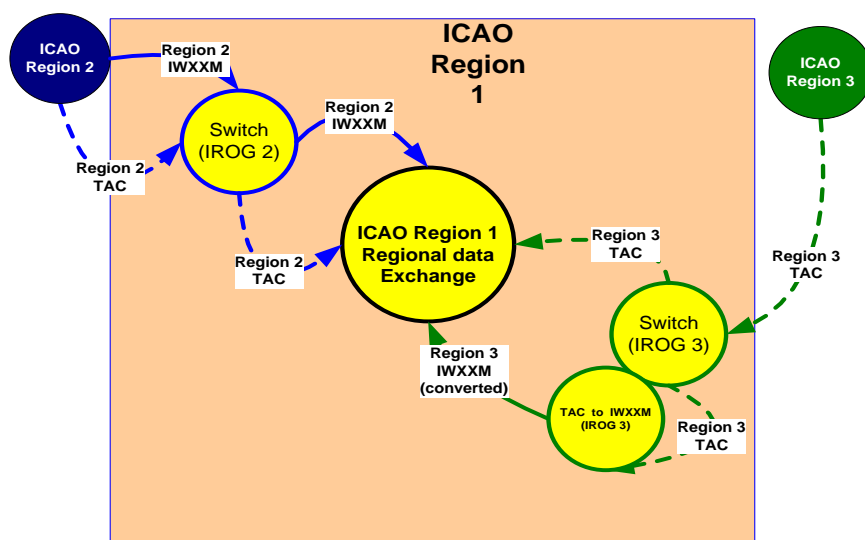 ICAO
Region
1
ICAO
Region 2
Region 2
IWXXM
Region 2
IWXXM
Switch
(IROG 2)
Region 2
TAC
Region 2
TAC
ICAO Region 1
Regional data
Exchange
ICAO
Region 3
Region 3
TAC
Region 3
TAC
Switch
(IROG 3)
Region 3
IWXXM
(converted)
TAC to IWXXM
(IROG 3)
Region 3
TAC